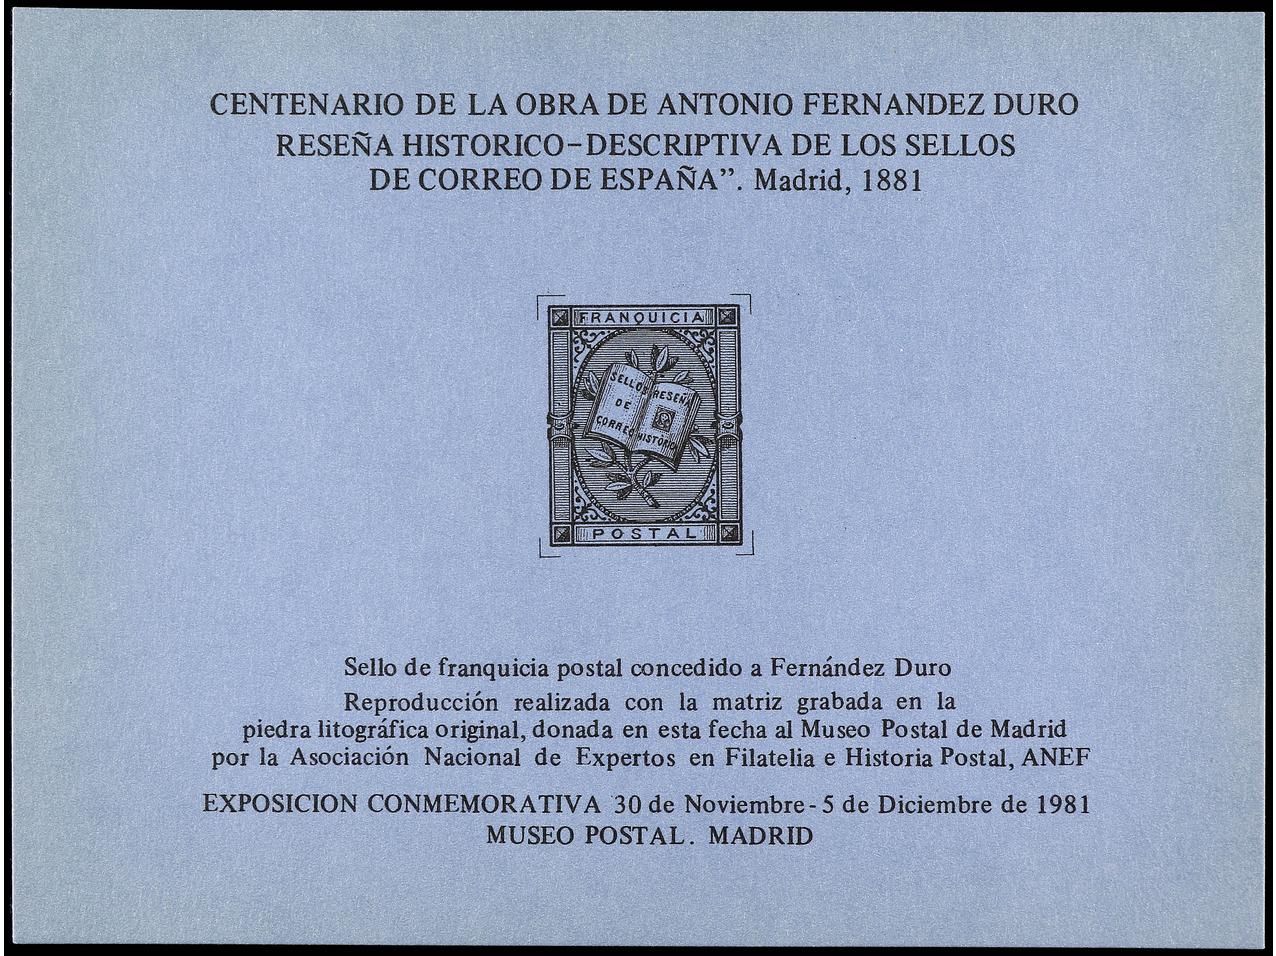 CENTENARIO DE LA OBRA DE ANTONIO FERNANDEZ DURO
RESEÑA HISTORICO-DESCRIPTIVA DE LOS SELLOS
DE CORREO DE ESPAÑA”. Madrid, 1881
FRANQUICIA
SELLOS
DE
CORREO
RESEÑA
HISTORICO
POSTAL
Sello de franquicia postal concedido a Fernández Duro
Reproducción realizada con la matriz grabada en la
piedra litográfica original, donada en esta fecha al Museo Postal de Madrid
por la Asociación Nacional de Expertos en Filatelia e Historia Postal, ANEF
EXPOSICION CONMEMORATIVA 30 de Noviembre-5 de Diciembre de 1981
MUSEO POSTAL. MADRID